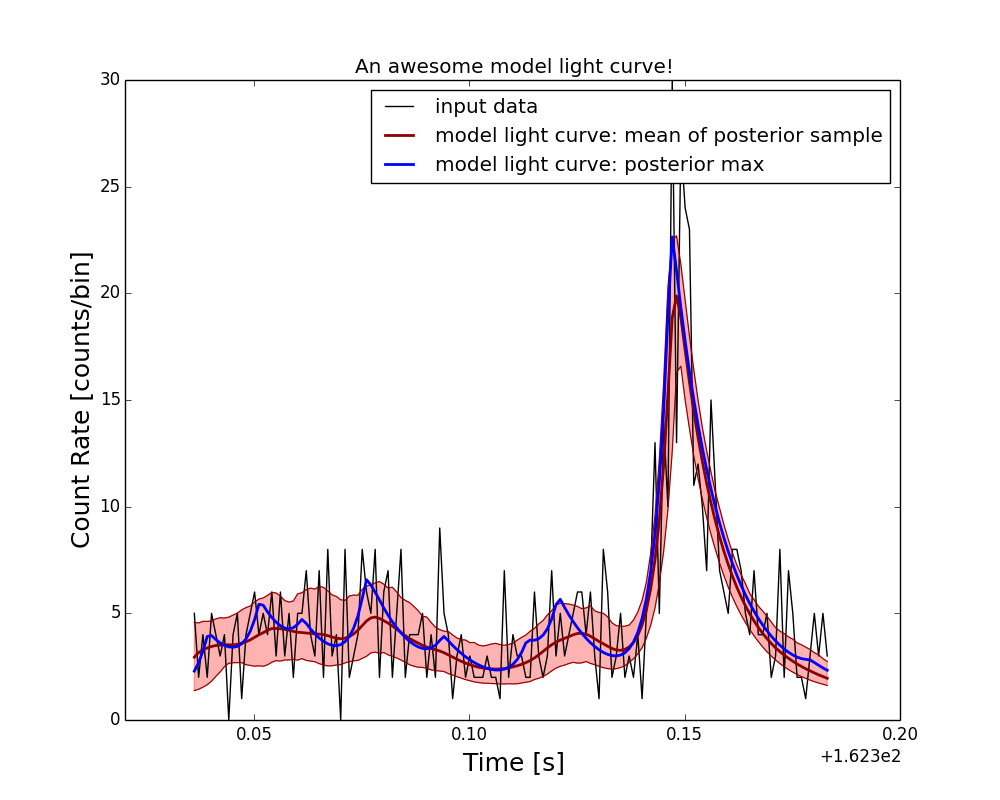 An awesome model light curve!
input data
model light curve: mean of posterior sample
model light curve: posterior max
Count Rate [counts/bin]
30
25
20
15
10
5
0
0.05
0.10
0.15
0.20
+1.623e2
Time [s]